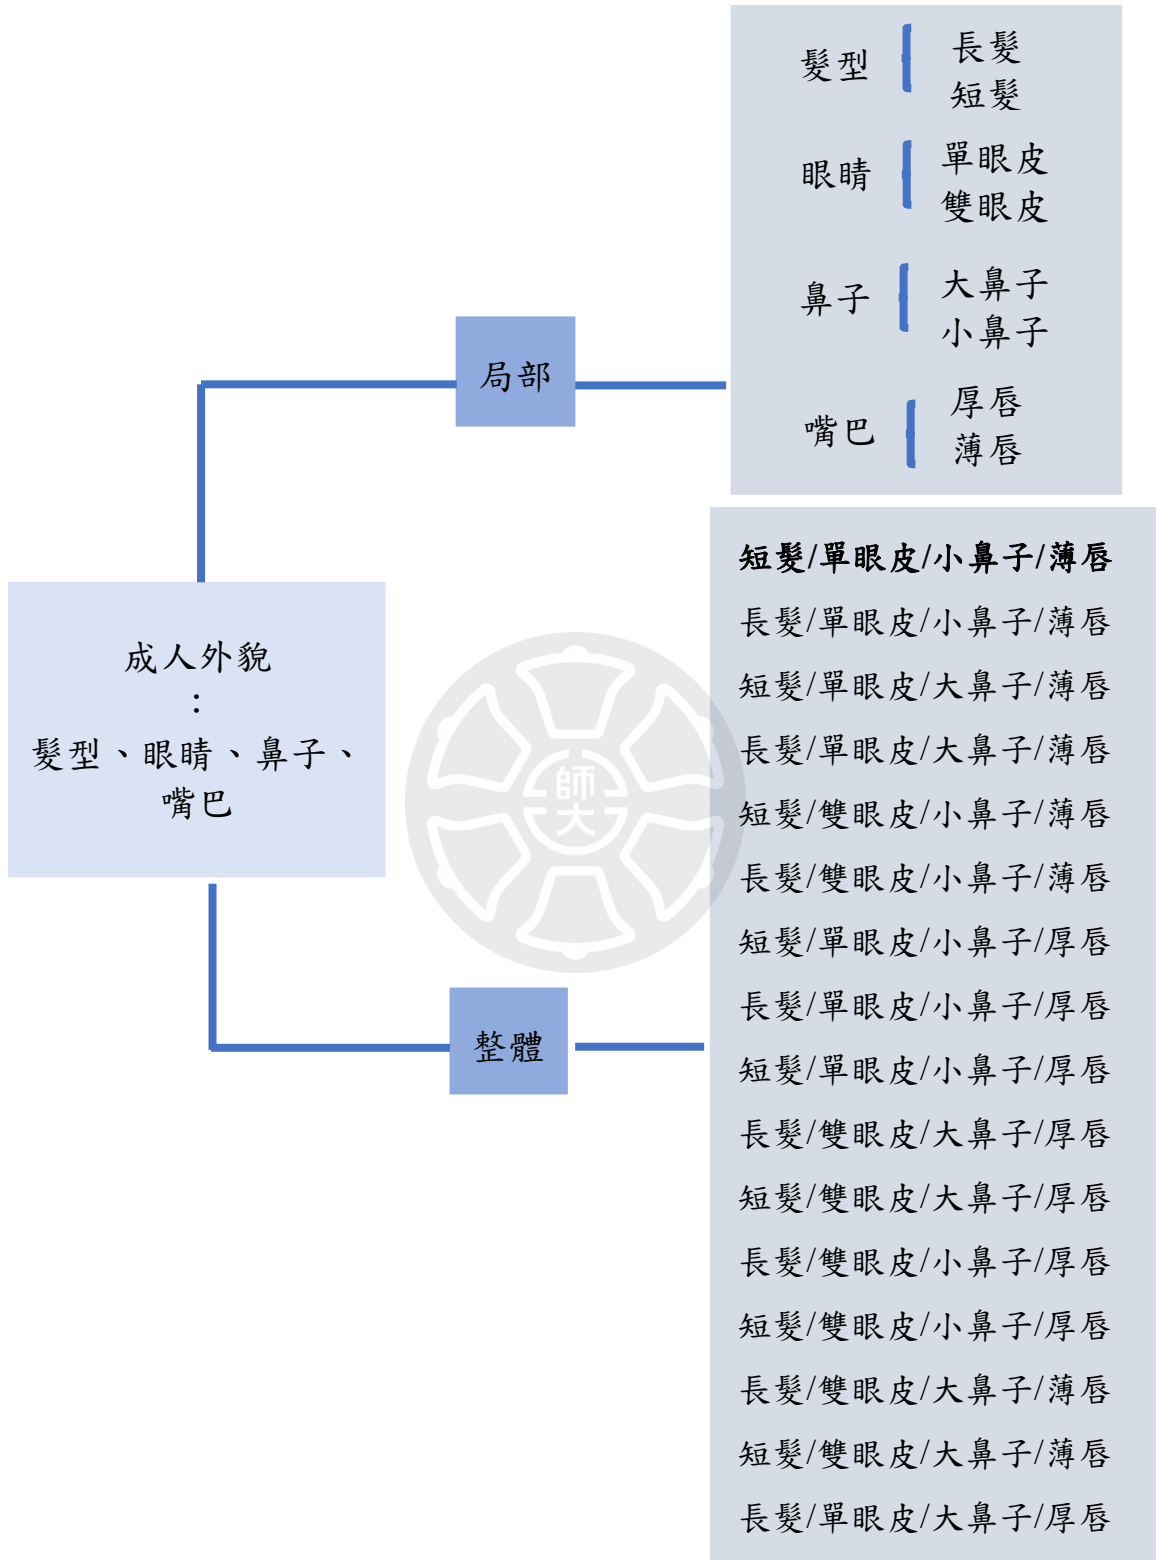 髮型
長髮
短髮
眼睛
單眼皮
雙眼皮
鼻子
大鼻子
小鼻子
嘴巴
厚唇
薄唇
局部
成人外貌
：
髮型、眼睛、鼻子、
嘴巴
師大
整體
短髮/單眼皮/小鼻子/薄唇
長髮/單眼皮/小鼻子/薄唇
短髮/單眼皮/大鼻子/薄唇
長髮/單眼皮/大鼻子/薄唇
短髮/雙眼皮/小鼻子/薄唇
長髮/雙眼皮/小鼻子/薄唇
短髮/單眼皮/小鼻子/厚唇
長髮/單眼皮/小鼻子/厚唇
短髮/單眼皮/小鼻子/厚唇
長髮/雙眼皮/大鼻子/厚唇
短髮/雙眼皮/大鼻子/厚唇
長髮/雙眼皮/小鼻子/厚唇
短髮/雙眼皮/小鼻子/厚唇
長髮/雙眼皮/大鼻子/薄唇
短髮/雙眼皮/大鼻子/薄唇
長髮/單眼皮/大鼻子/厚唇